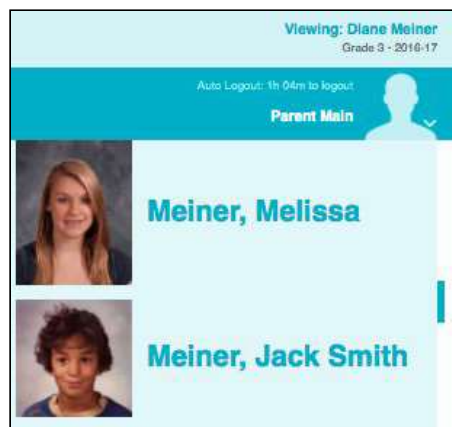 Viewing: Diane Meiner
Grade 3 - 2016-17
Auto Logout: 1h 04m to logout
Parent Main
Meiner, Melissa
Meiner, Jack Smith